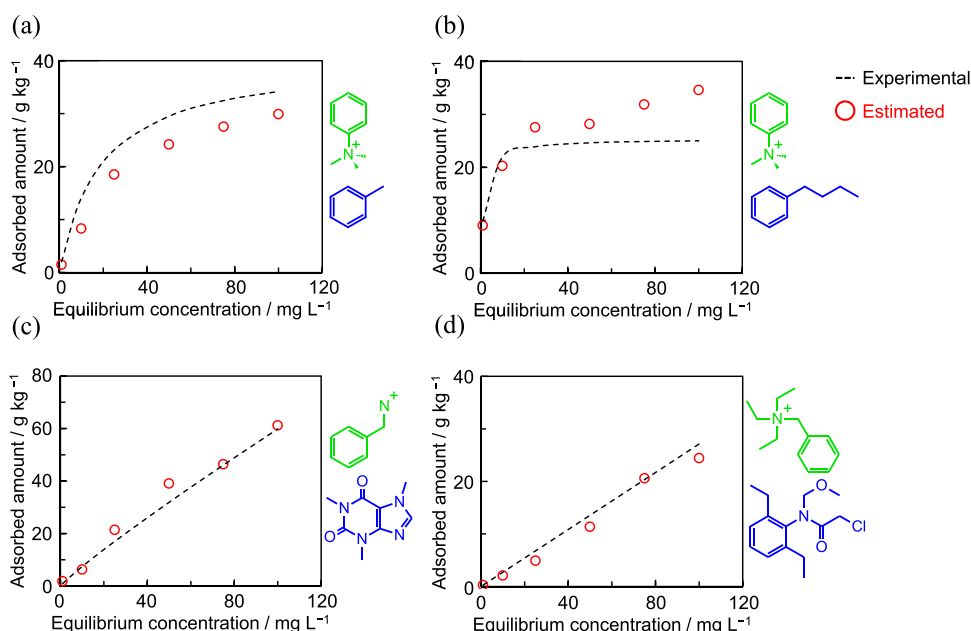 (a)
Adsorbed amount / g kg⁻¹
40
20
0
0 40 80 120
Equilibrium concentration / mg L⁻¹
N
+
(b)
Adsorbed amount / g kg⁻¹
40
20
0
0 40 80 120
Equilibrium concentration / mg L⁻¹
N
+
Experimental
Estimated
(c)
Adsorbed amount / g kg⁻¹
80
60
40
20
0
0 40 80 120
Equilibrium concentration / mg L⁻¹
N
+
O
N
N
O
N
N
(d)
Adsorbed amount / g kg⁻¹
40
20
0
0 40 80 120
Equilibrium concentration / mg L⁻¹
N
+
O
N
Cl
O